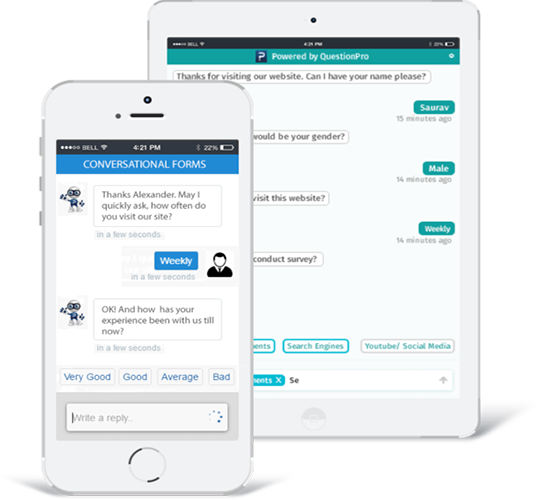 BELL 4:21 PM 22%
P Powered by QuestionPro
Thanks for visiting our website. Can I have your name please?
Saurav
15 minutes ago
would be your gender?
Male
14 minutes ago
visit this website?
Weekly
14 minutes ago
conduct survey?
Search Engines Youtube/ Social Media
X Se
BELL 4:21 PM 22%
CONVERSATIONAL FORMS
Thanks Alexander. May I
quickly ask, how often do
you visit our site?
in a few seconds
Weekly
in a few seconds
OK! And how has your
experience been with us till
now?
in a few seconds
Very Good Good Average Bad
Write a reply..